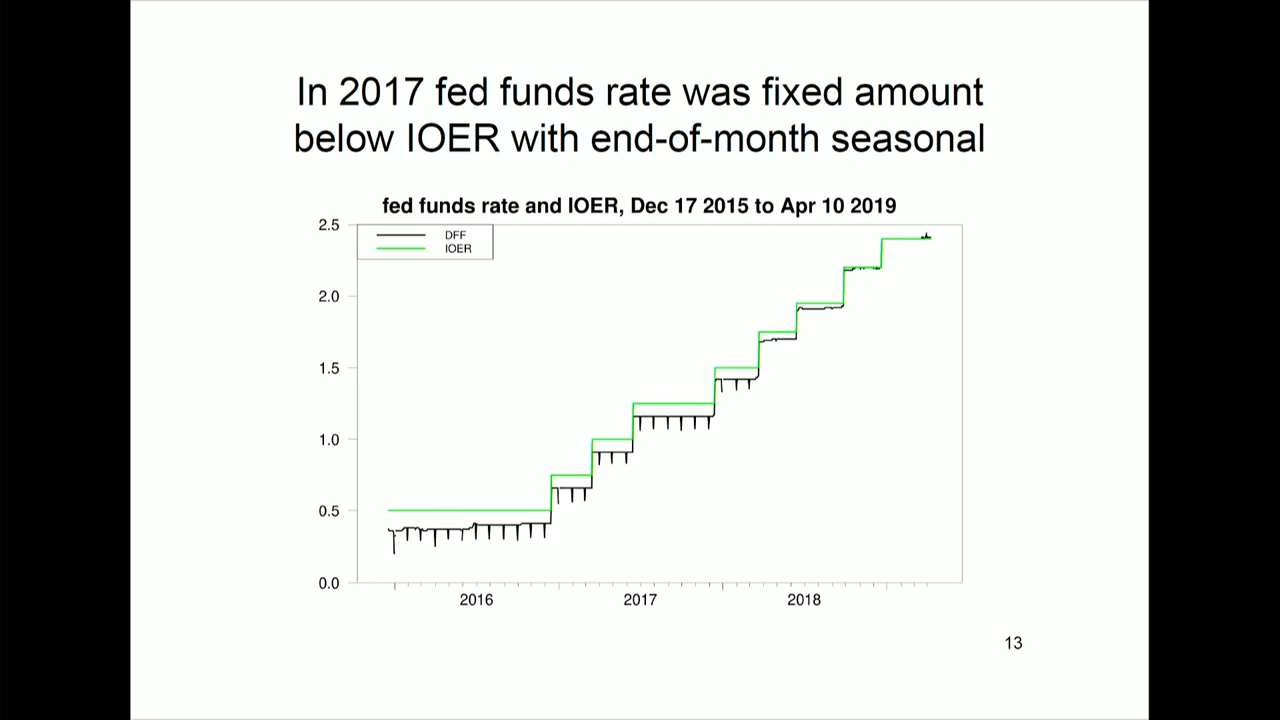 In 2017 fed funds rate was fixed amount
below IOER with end-of-month seasonal
fed funds rate and IOER, Dec 17 2015 to Apr 10 2019
DFF
IOER
2.5
2.0
1.5
1.0
0.5
0.0
2016 2017 2018
13